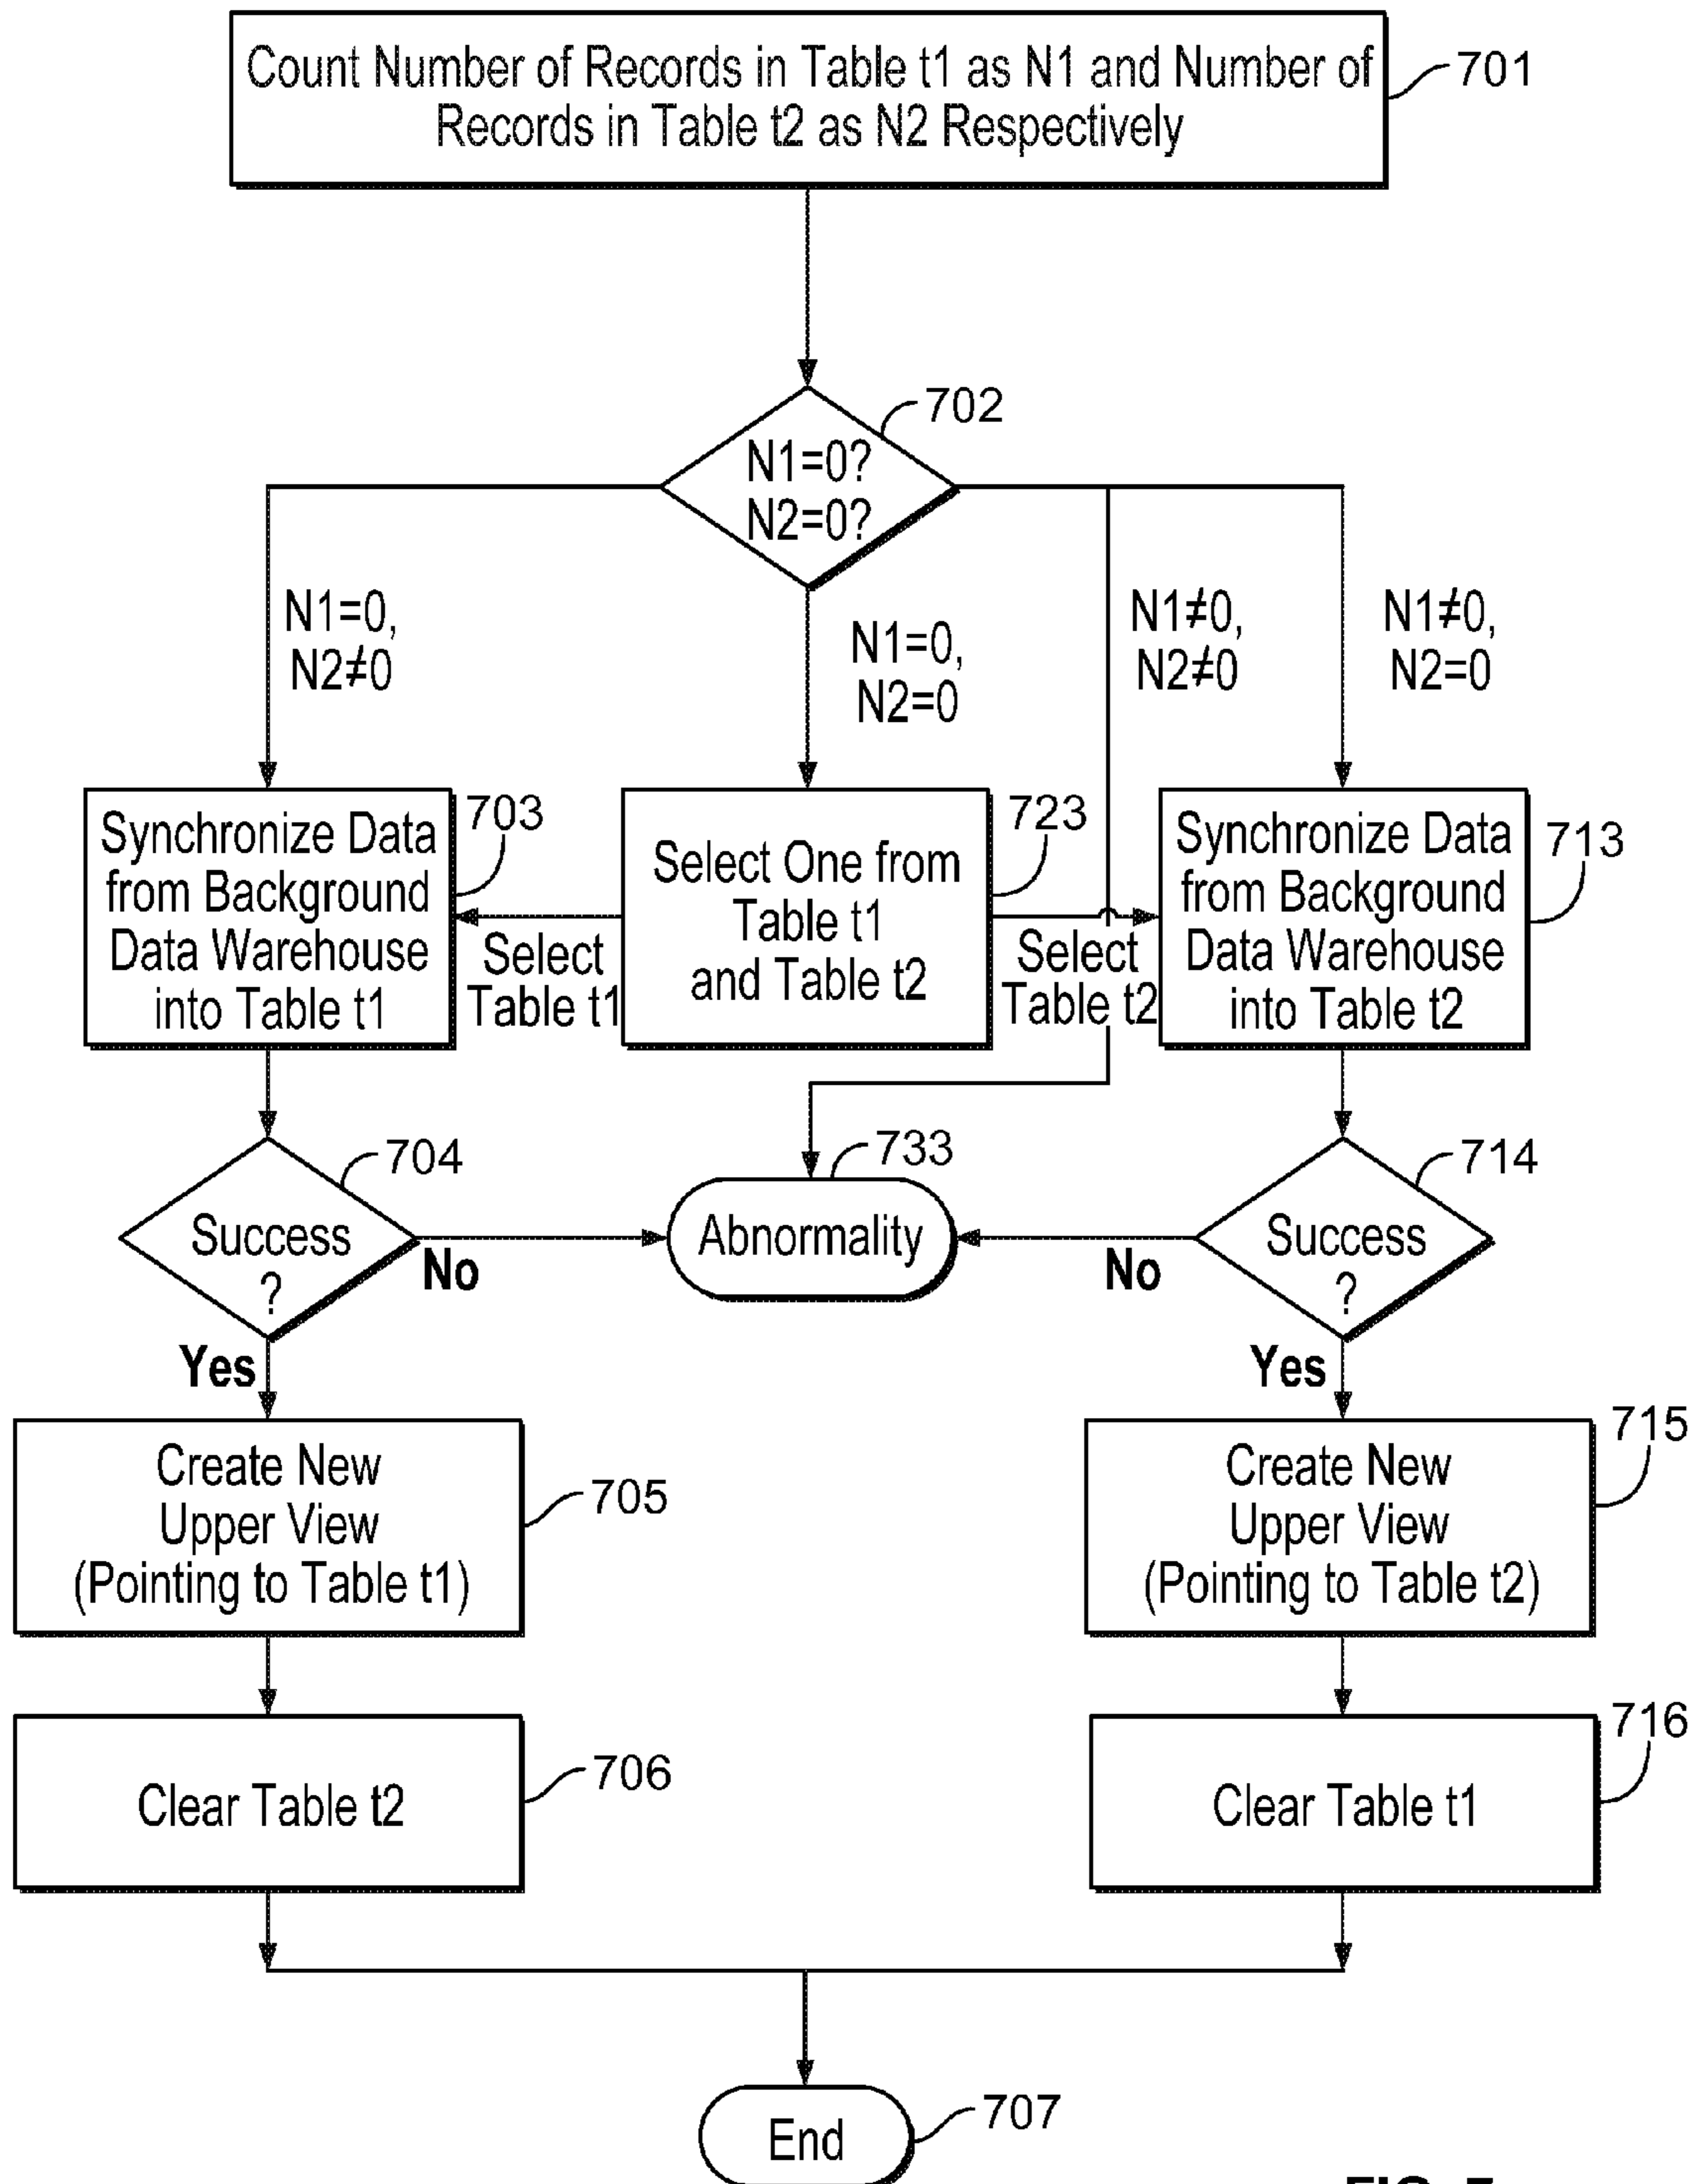 Count Number of Records in Table t1 as N1 and Number of
Records in Table t2 as N2 Respectively
701
702
N1=0?
N2=0?
N1=0,
N2≠0
N1=0,
N2=0
N1≠0,
N2≠0
N1≠0,
N2=0
Synchronize Data
from Background
Data Warehouse
into Table t1
703
Select
Table t1
Select One from
Table t1
and Table t2
723
Select
Table t2
Synchronize Data
from Background
Data Warehouse
into Table t2
713
704
Success
?
No
Yes
733
Abnormality
714
Success
?
No
Yes
Create New
Upper View
(Pointing to Table t1)
705
Create New
Upper View
(Pointing to Table t2)
715
Clear Table t2
706
Clear Table t1
716
End
707